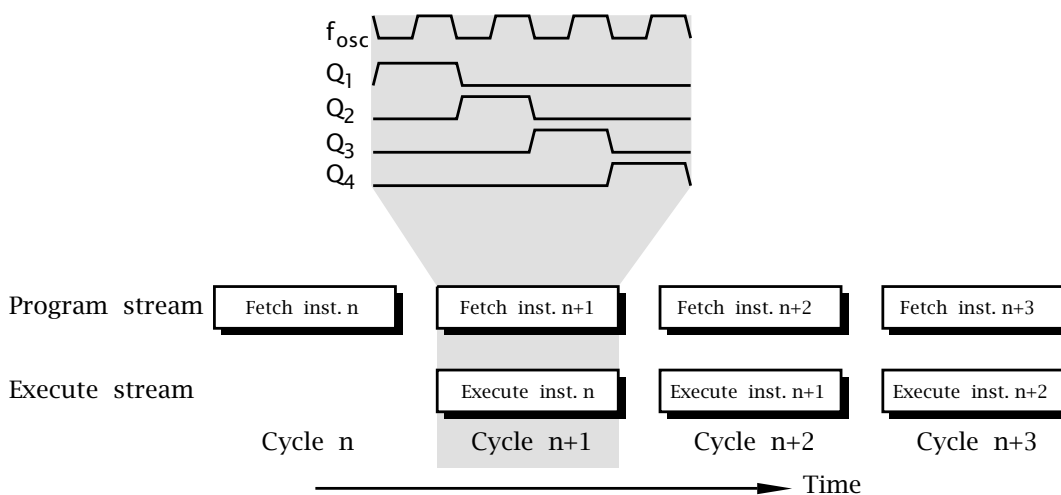 fosc
Q1
Q2
Q3
Q4
Program stream
Fetch inst. n
Fetch inst. n+1
Fetch inst. n+2
Fetch inst. n+3
Execute stream
Execute inst. n
Execute inst. n+1
Execute inst. n+2
Cycle n
Cycle n+1
Cycle n+2
Cycle n+3
Time